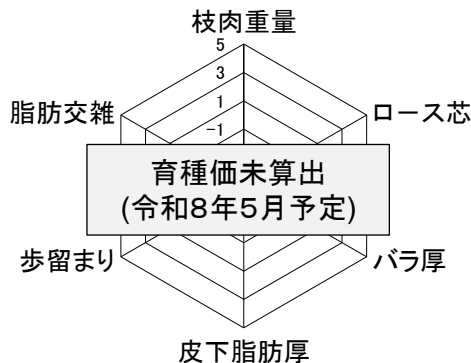 枝肉重量
5
3
1
-1
脂肪交雑
ロース芯
育種価未算出
(令和8年5月予定)
歩留まり
バラ厚
皮下脂肪厚